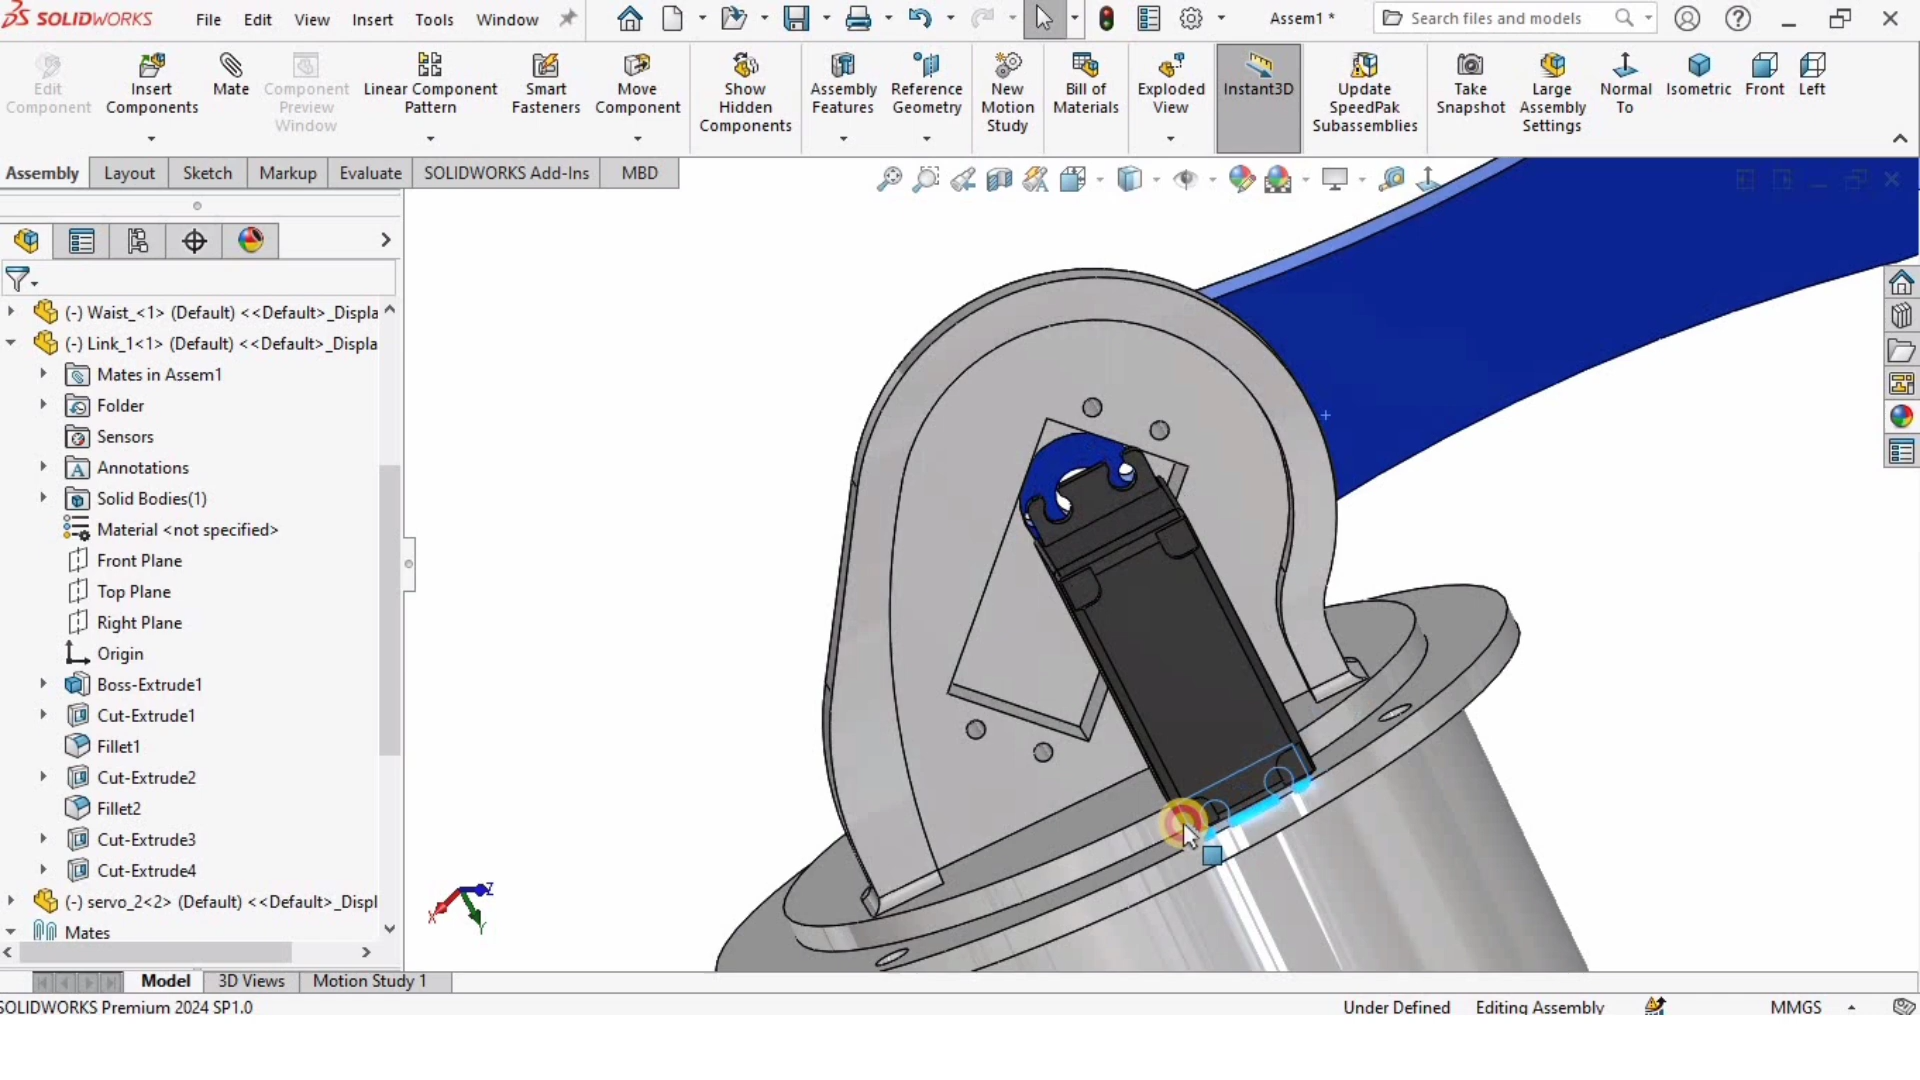 SOLIDWORKS File Edit View Insert Tools Window Assem1 * Search files and models
Edit Component
Insert Components
Mate
Component Preview Window
Linear Component Pattern
Smart Fasteners
Move Component
Show Hidden Components
Assembly Features
Reference Geometry
New Motion Study
Bill of Materials
Exploded View
Instant3D
Update SpeedPak Subassemblies
Take Snapshot
Large Assembly Settings
Normal To
Isometric
Front
Left
Assembly Layout Sketch Markup Evaluate SOLIDWORKS Add-Ins MBD
(-) Waist_<1> (Default) <<Default>_Displa
(-) Link_1<1> (Default) <<Default>_Displa
Mates in Assem1
Folder
Sensors
Annotations
Solid Bodies(1)
Material <not specified>
Front Plane
Top Plane
Right Plane
Origin
Boss-Extrude1
Cut-Extrude1
Fillet1
Cut-Extrude2
Fillet2
Cut-Extrude3
Cut-Extrude4
(-) servo_2<2> (Default) <<Default>_Displ
Mates
Z
X
Y
Model 3D Views Motion Study 1
SOLIDWORKS Premium 2024 SP1.0 Under Defined Editing Assembly MMGS